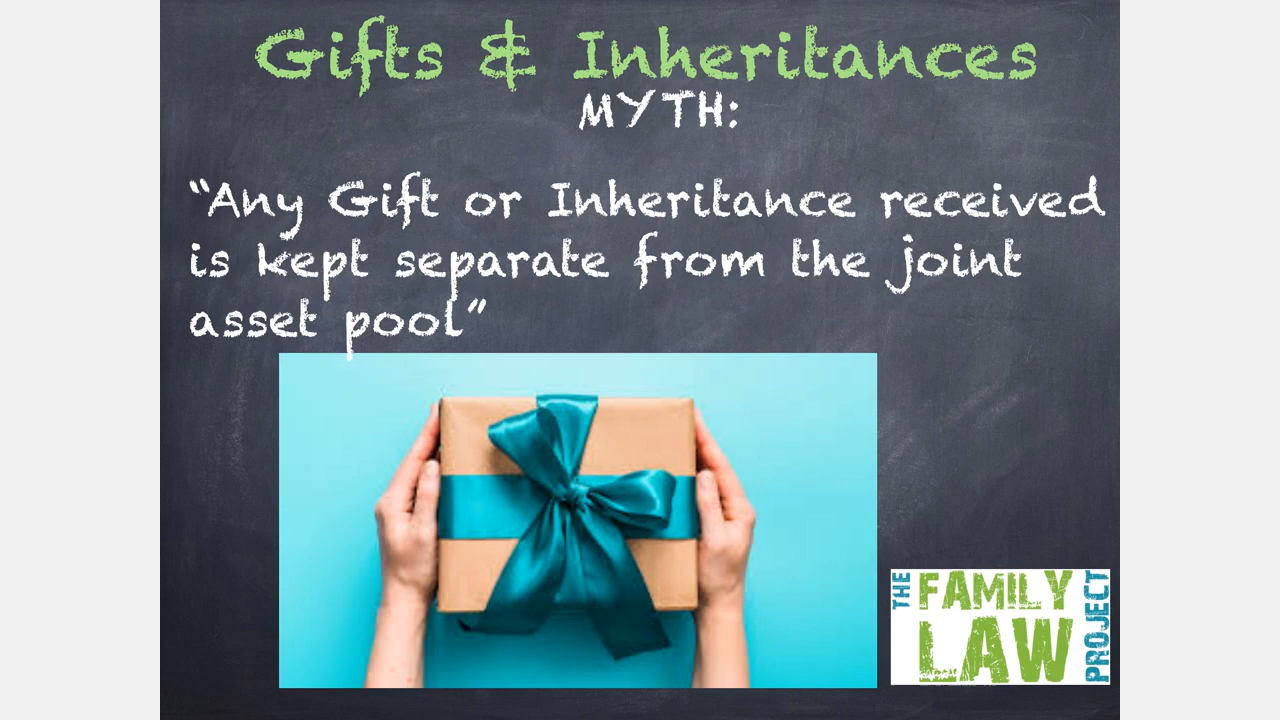 Gifts & Inheritances
MYTH:
“Any Gift or Inheritance received
is kept separate from the joint
asset pool”
THE FAMILY LAW PROJECT